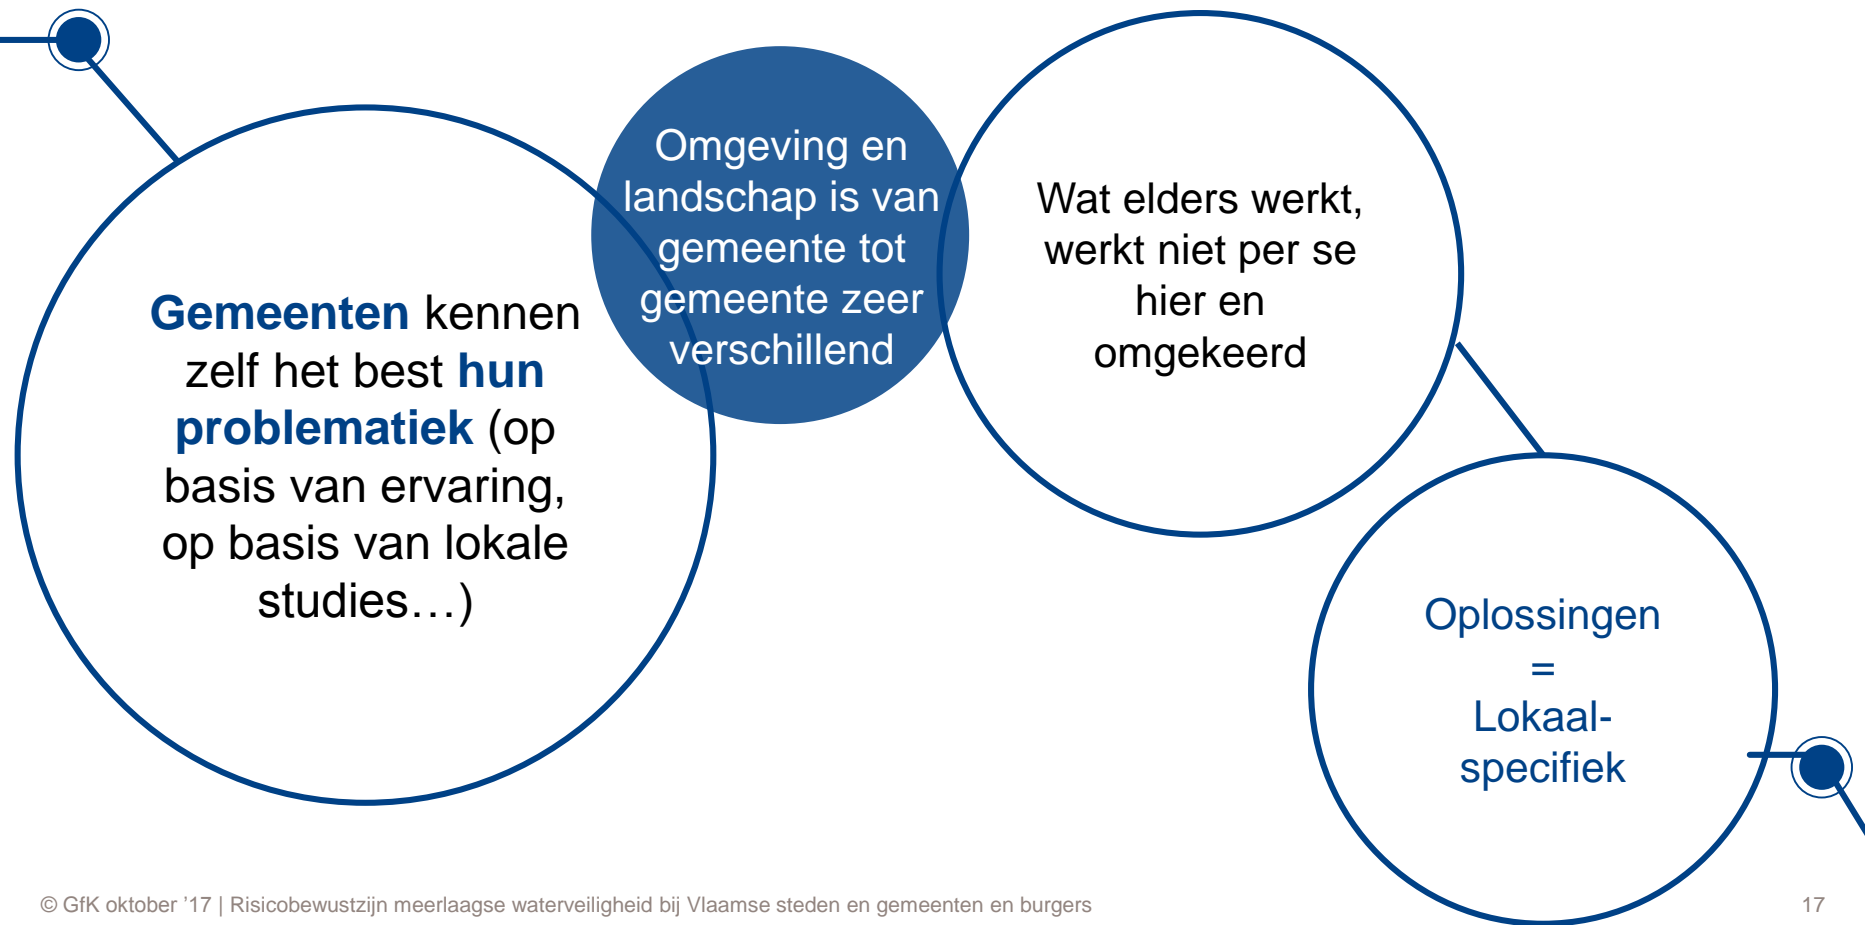 Gemeenten kennen
zelf het best hun
problematiek (op
basis van ervaring,
op basis van lokale
studies…)
Omgeving en
landschap is van
gemeente tot
gemeente zeer
verschillend
Wat elders werkt,
werkt niet per se
hier en
omgekeerd
Oplossingen
=
Lokaal-
specifiek
© GfK oktober ’17 | Risicobewustzijn meerlaagse waterveiligheid bij Vlaamse steden en gemeenten en burgers
17